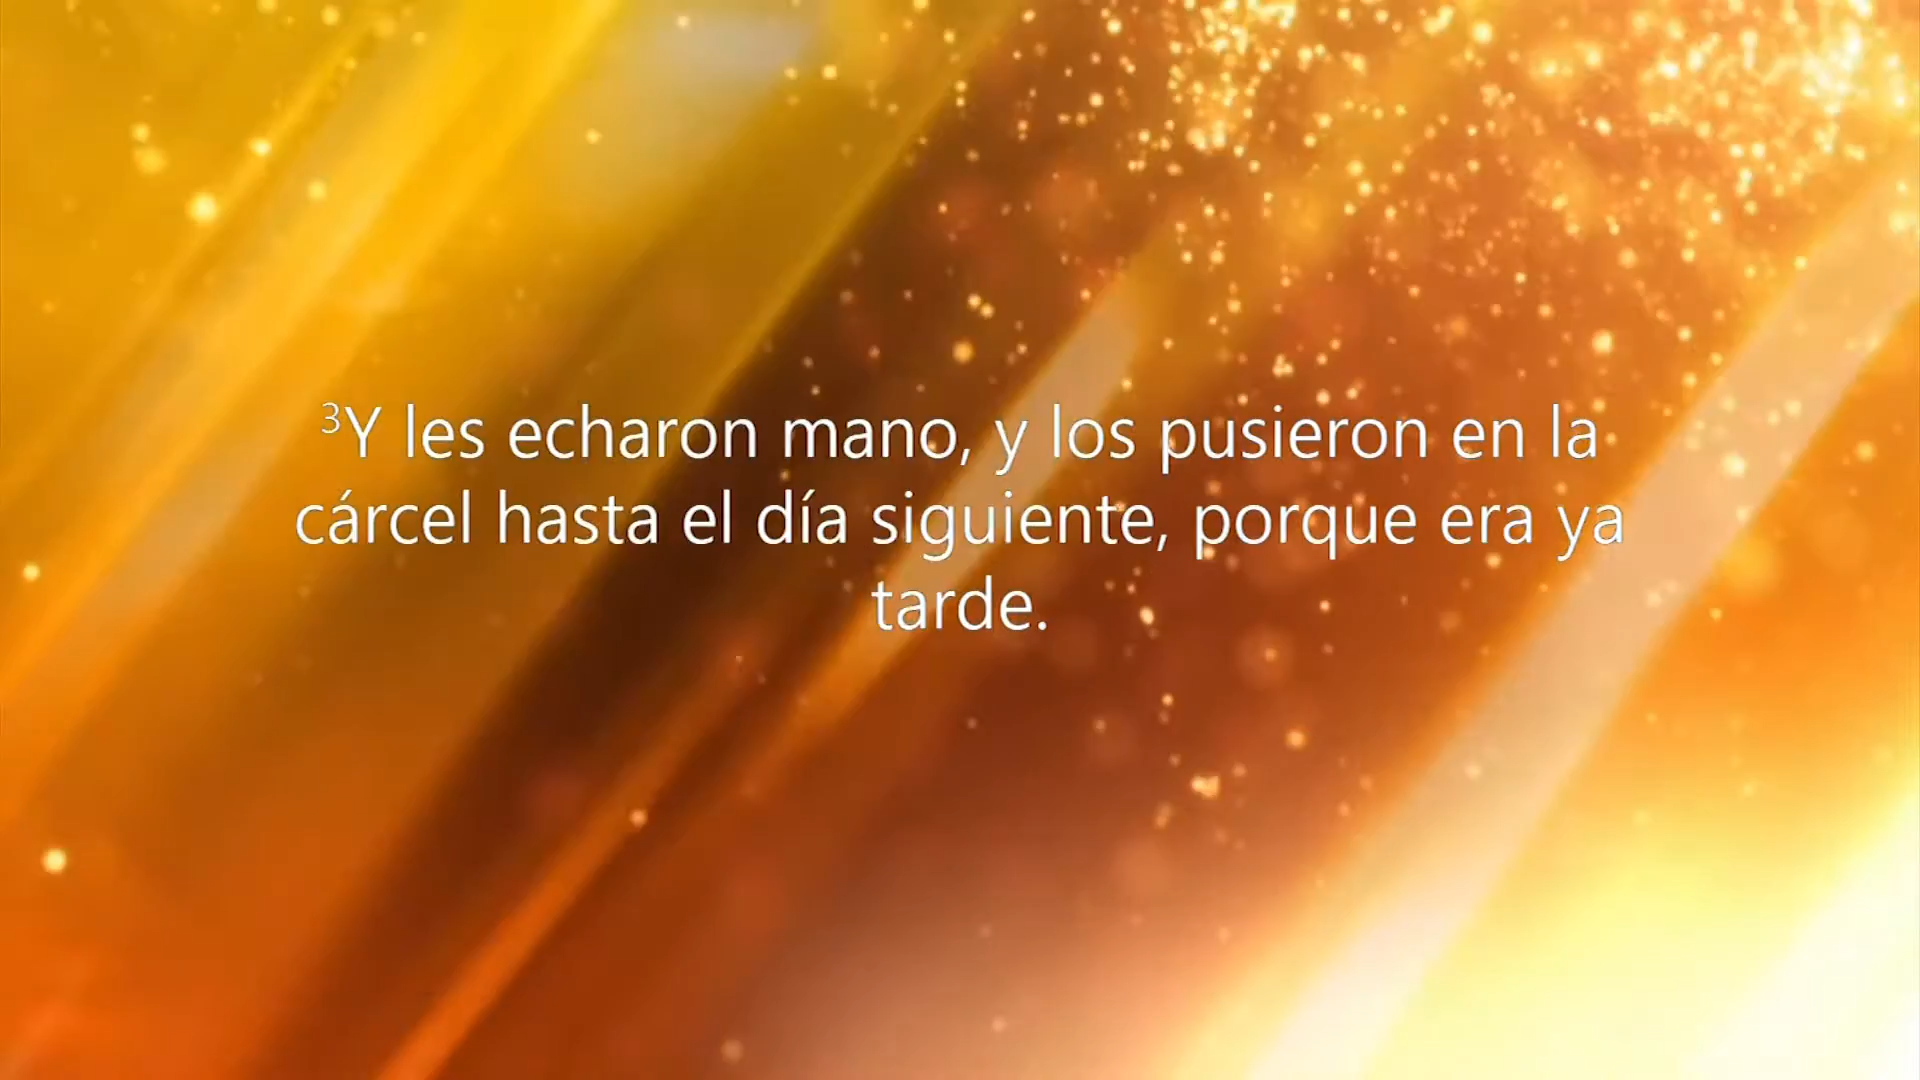 ³Y les echaron mano, y los pusieron en la
cárcel hasta el día siguiente, porque era ya
tarde.